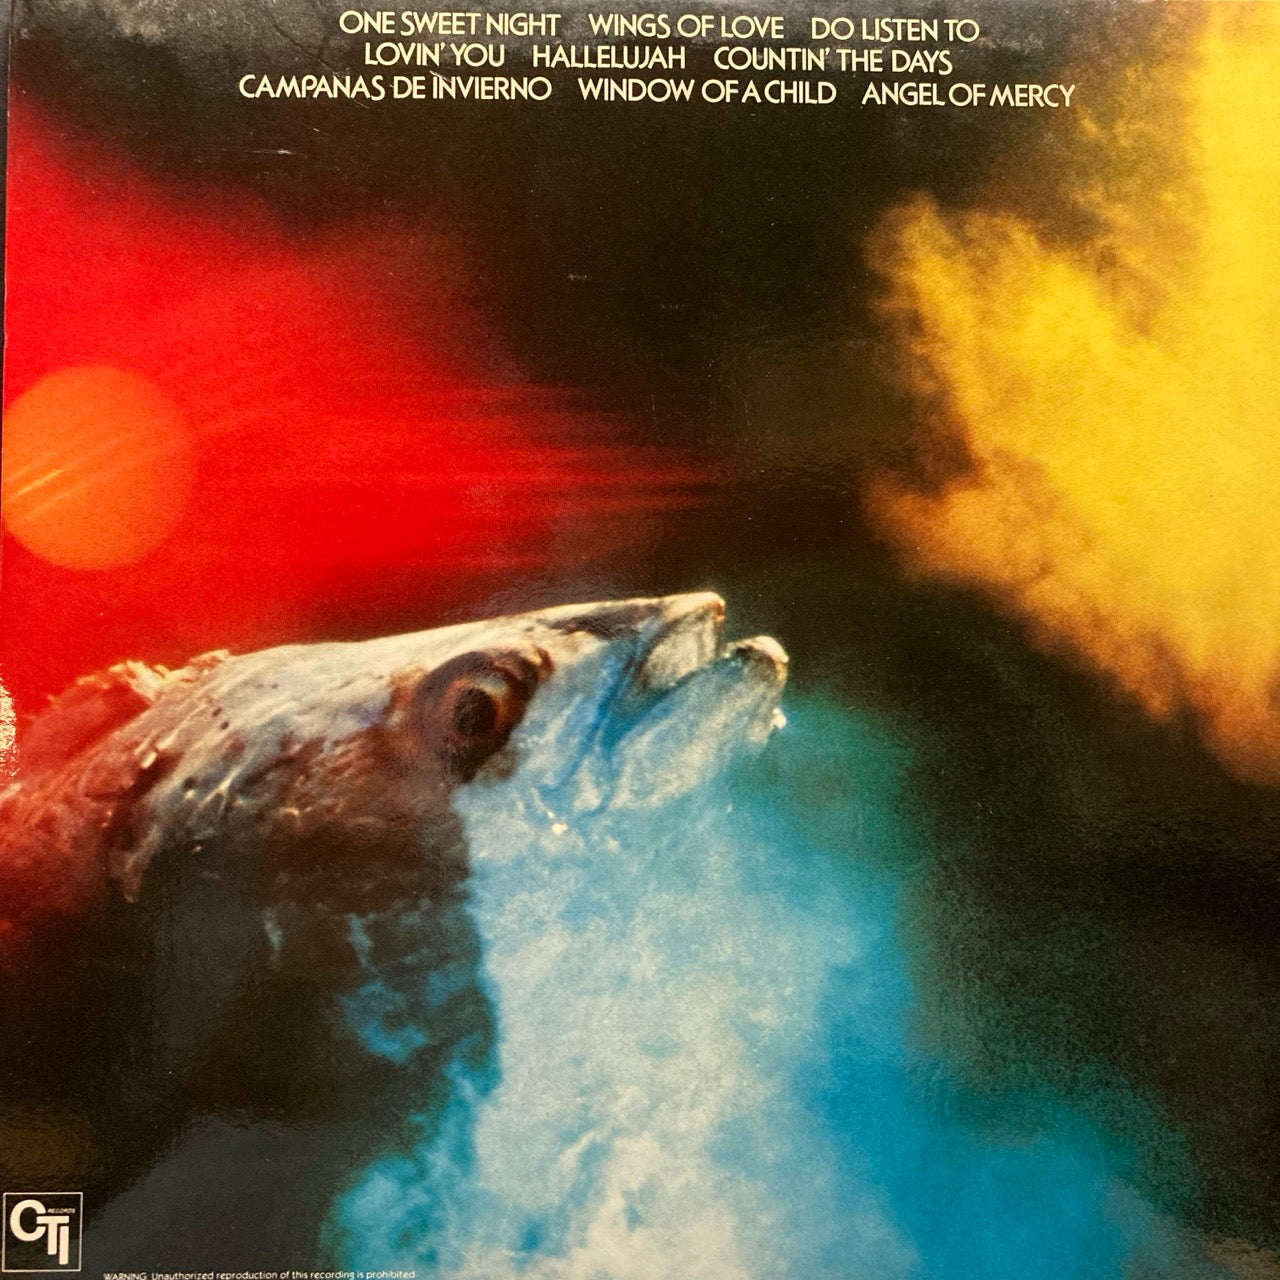 ONE SWEET NIGHT WINGS OF LOVE DO LISTEN TO
LOVIN' YOU HALLELUJAH COUNTIN' THE DAYS
CAMPANAS DE INVIERNO WINDOW OF A CHILD ANGEL OF MERCY
CTI RECORDS
WARNING: Unauthorized reproduction of this recording is prohibited